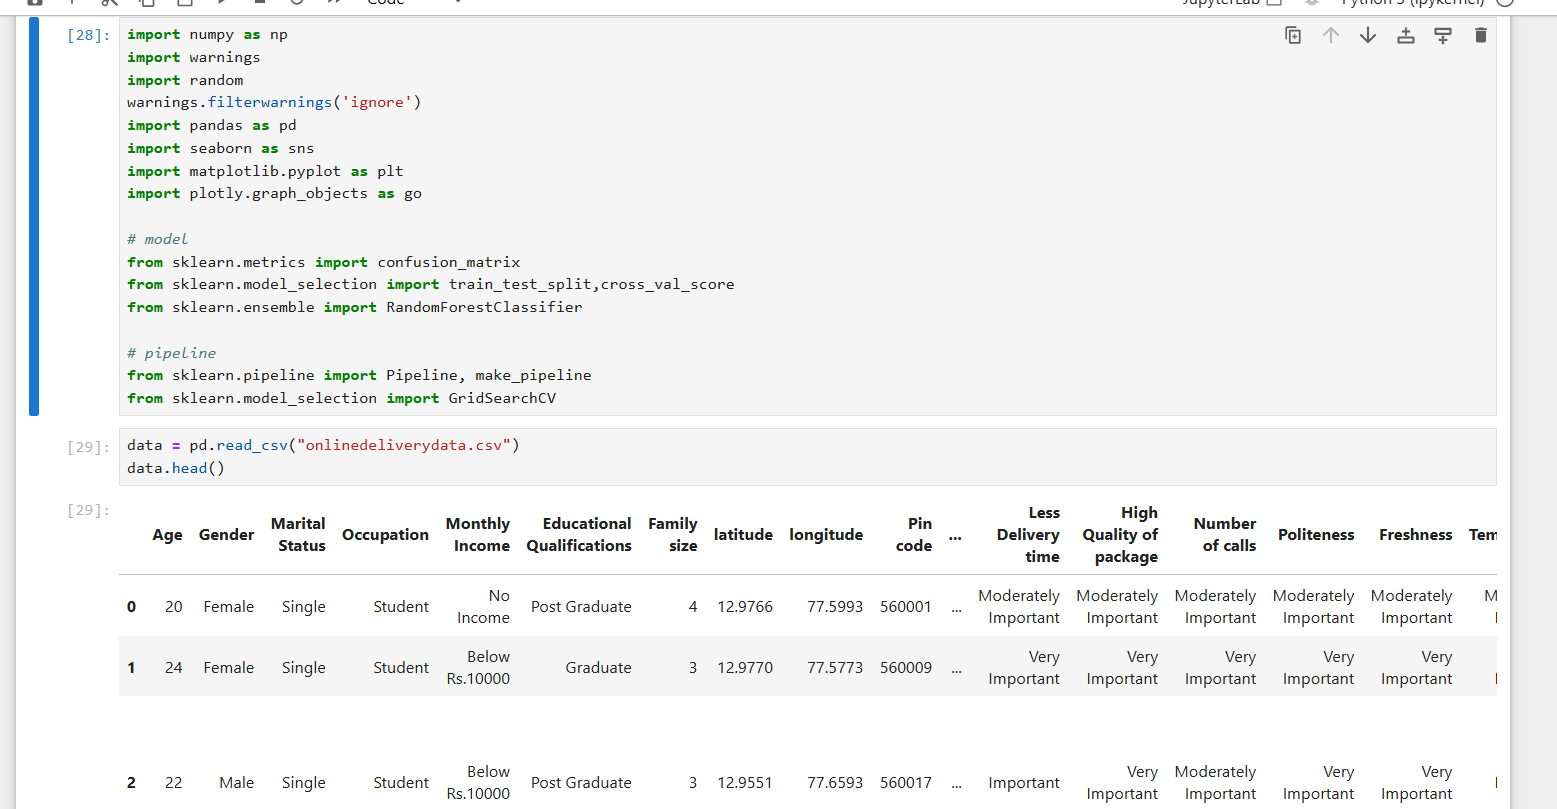 Code JupyterLab Python 3 (ipykernel)
[28]: import numpy as np
import warnings
import random
warnings.filterwarnings('ignore')
import pandas as pd
import seaborn as sns
import matplotlib.pyplot as plt
import plotly.graph_objects as go
# model
from sklearn.metrics import confusion_matrix
from sklearn.model_selection import train_test_split,cross_val_score
from sklearn.ensemble import RandomForestClassifier
# pipeline
from sklearn.pipeline import Pipeline, make_pipeline
from sklearn.model_selection import GridSearchCV
[29]: data = pd.read_csv("onlinedeliverydata.csv")
data.head()
[29]:
Less High
Marital Monthly Educational Family Pin Number
Age Gender Occupation latitude longitude ... Delivery Quality of Politeness Freshness Tem
Status Income Qualifications size code of calls
time package
No Moderately Moderately Moderately Moderately Moderately M
0 20 Female Single Student Post Graduate 4 12.9766 77.5993 560001 ...
Income Important Important Important Important Important
Below Very Very Very Very Very
1 24 Female Single Student Graduate 3 12.9770 77.5773 560009 ...
Rs.10000 Important Important Important Important Important
Below Very Moderately Very Very
2 22 Male Single Student Post Graduate 3 12.9551 77.6593 560017 ... Important
Rs.10000 Important Important Important Important